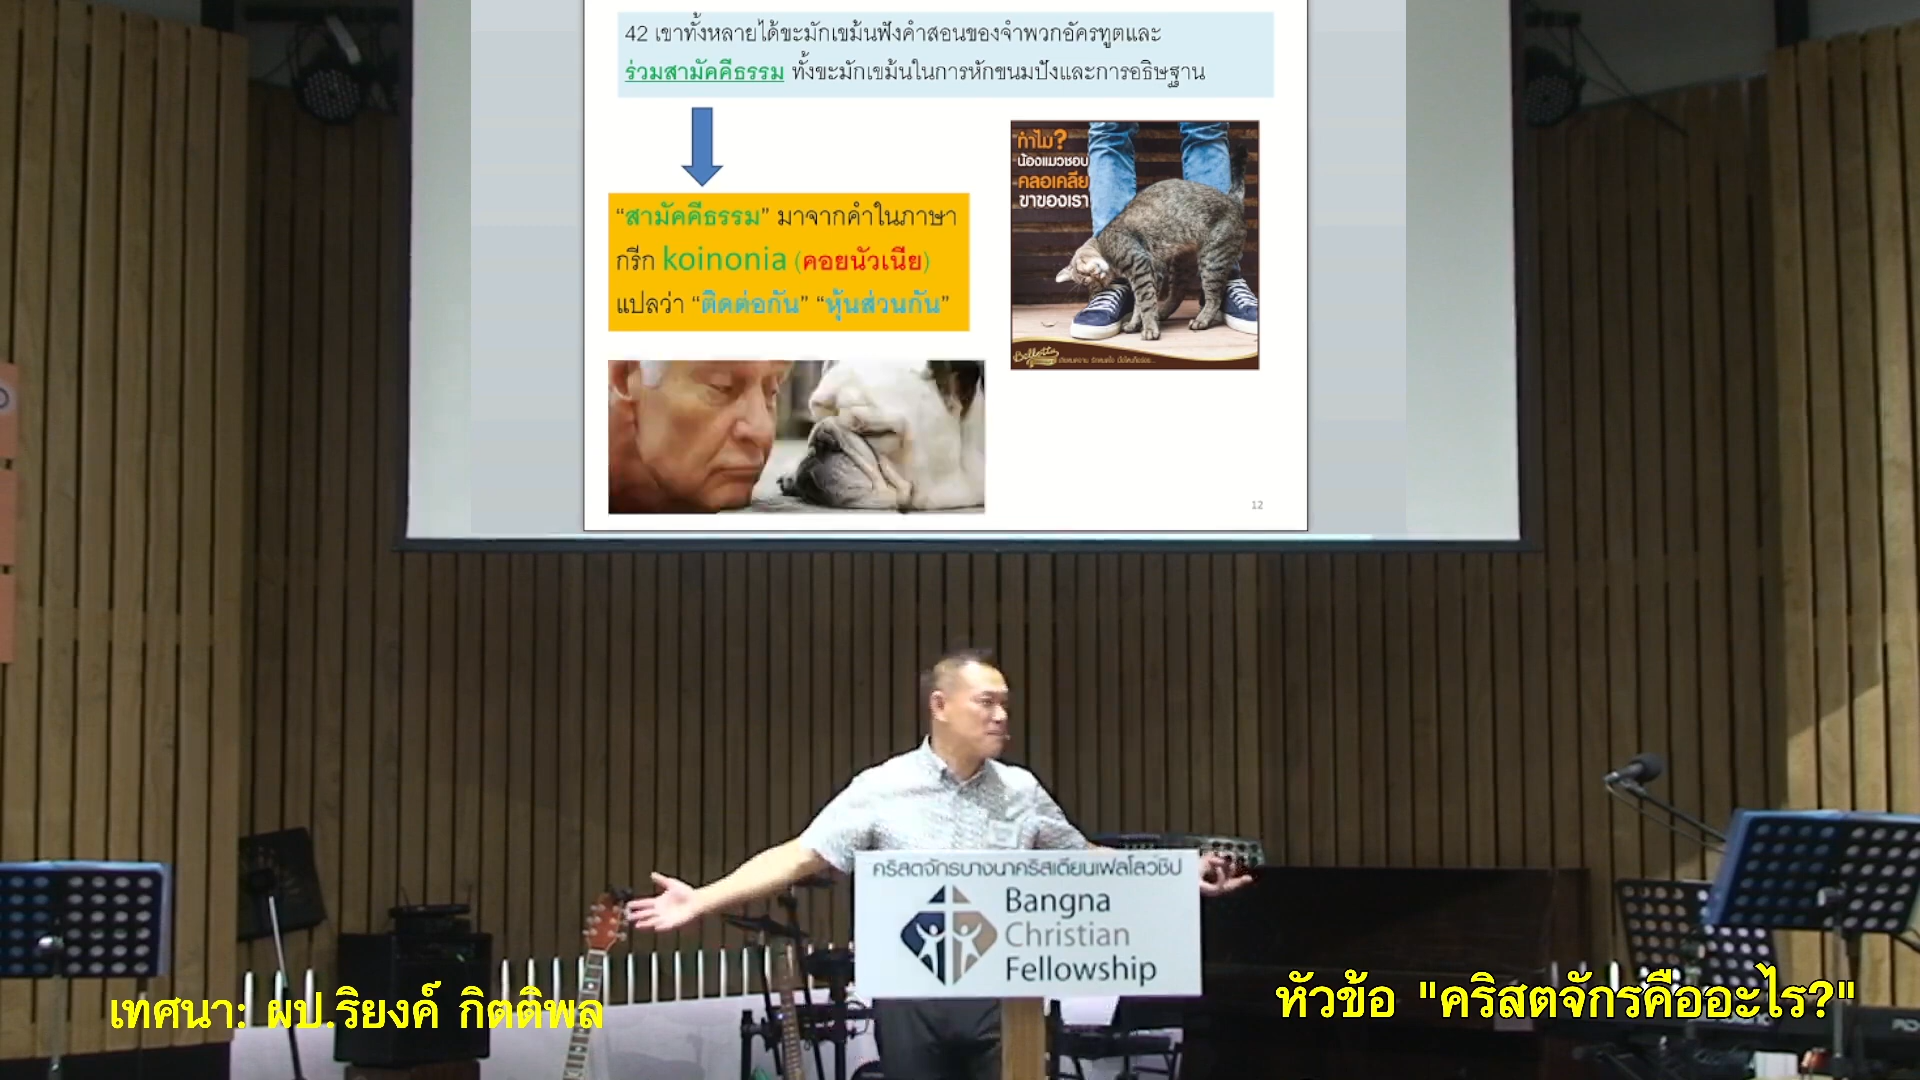 42 เขาทั้งหลายได้ขะมักเขม้นฟังคำสอนของจำพวกอัครทูตและ
ร่วมสามัคคีธรรม ทั้งขะมักเขม้นในการหักขนมปังและการอธิษฐาน
“สามัคคีธรรม” มาจากคำในภาษา
กรีก koinonia (คอยนัวเนีย)
แปลว่า “ติดต่อกัน” “หุ้นส่วนกัน”
ทำไม?
น้องแมวชอบ
คลอเคลีย
ขาของเรา
Bellotta
12
คริสตจักรบางนาคริสเตียนเฟลโลว์ชิป
Bangna
Christian
Fellowship
เทศนา: ผป.ริยงค์ กิตติพล
หัวข้อ "คริสตจักรคืออะไร?"